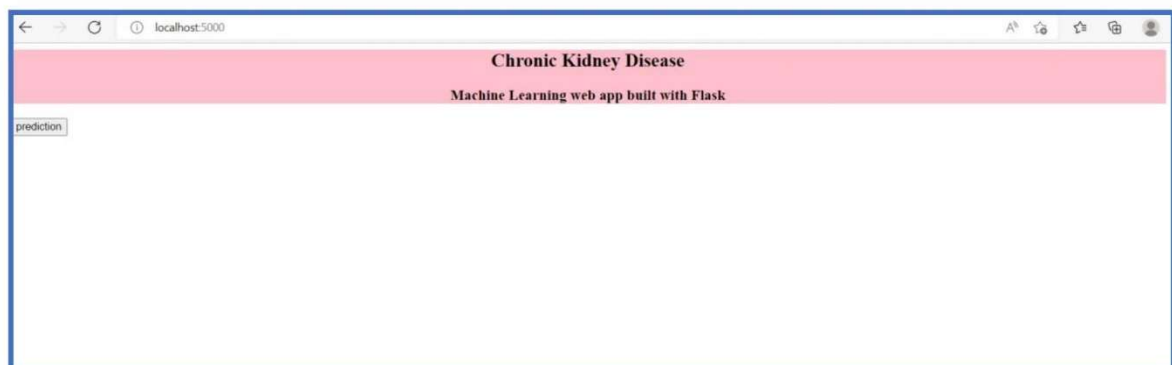 localhost:5000
Chronic Kidney Disease
Machine Learning web app built with Flask
prediction